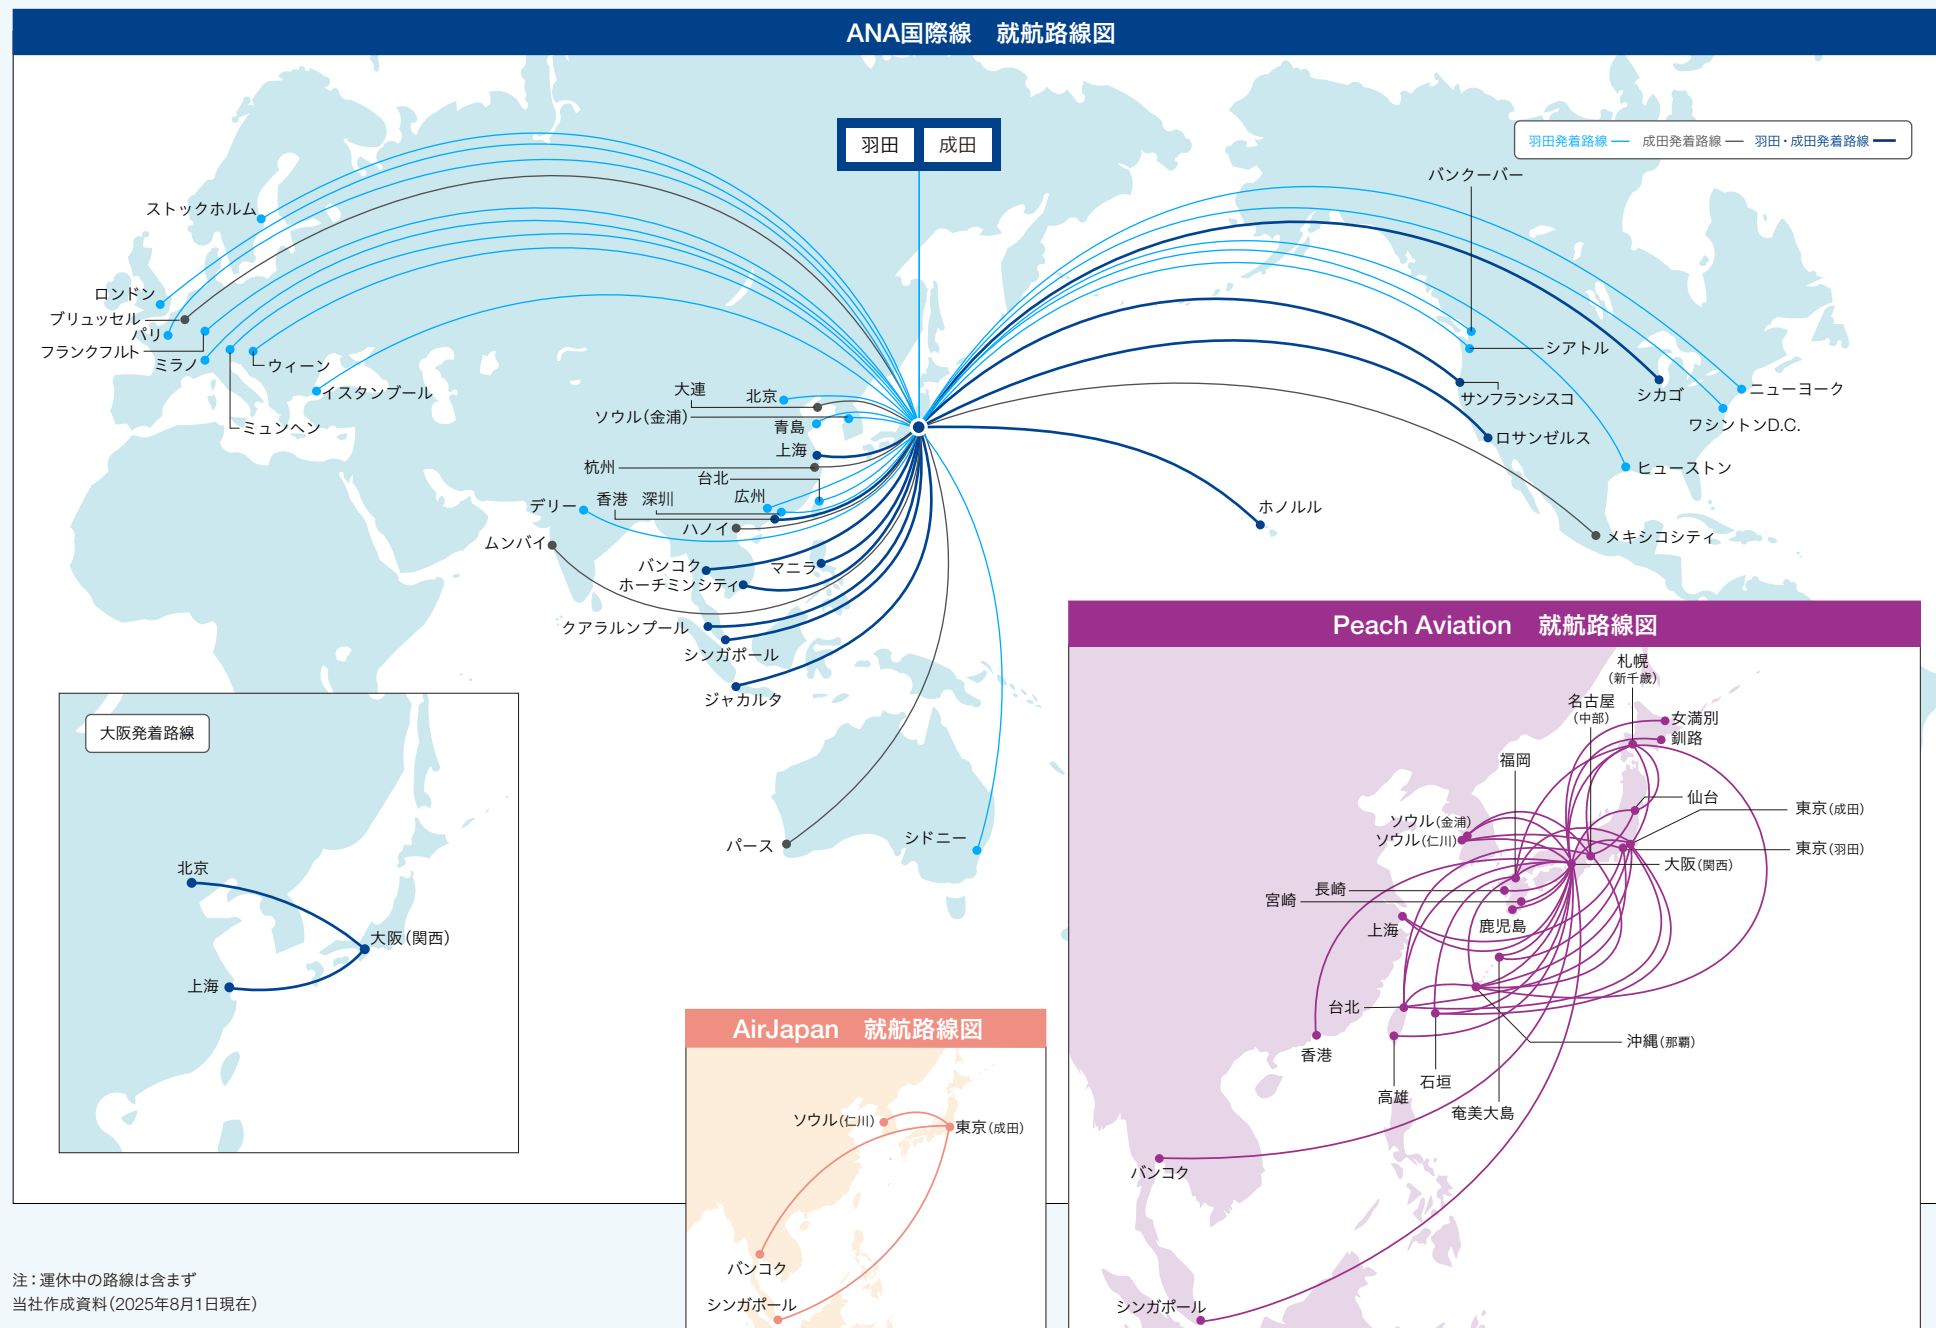 ANA国際線　就航路線図
羽田
成田
羽田発着路線
成田発着路線
羽田・成田発着路線
バンクーバー
ストックホルム
ロンドン
ブリュッセル
パリ
フランクフルト
ミラノ
ウィーン
イスタンブール
ミュンヘン
シアトル
サンフランシスコ
シカゴ
ニューヨーク
ワシントンD.C.
ロサンゼルス
ヒューストン
メキシコシティ
ホノルル
大連
北京
ソウル(金浦)
青島
上海
杭州
台北
広州
デリー
香港
深圳
ハノイ
ムンバイ
バンコク
マニラ
ホーチミンシティ
クアラルンプール
シンガポール
ジャカルタ
パース
シドニー
大阪発着路線
北京
大阪(関西)
上海
AirJapan　就航路線図
ソウル(仁川)
東京(成田)
バンコク
シンガポール
Peach Aviation　就航路線図
札幌
(新千歳)
名古屋
(中部)
女満別
釧路
福岡
仙台
東京(成田)
ソウル(金浦)
ソウル(仁川)
東京(羽田)
大阪(関西)
長崎
宮崎
鹿児島
上海
台北
沖縄(那覇)
香港
石垣
高雄
奄美大島
バンコク
シンガポール
注：運休中の路線は含まず
当社作成資料(2025年8月1日現在)